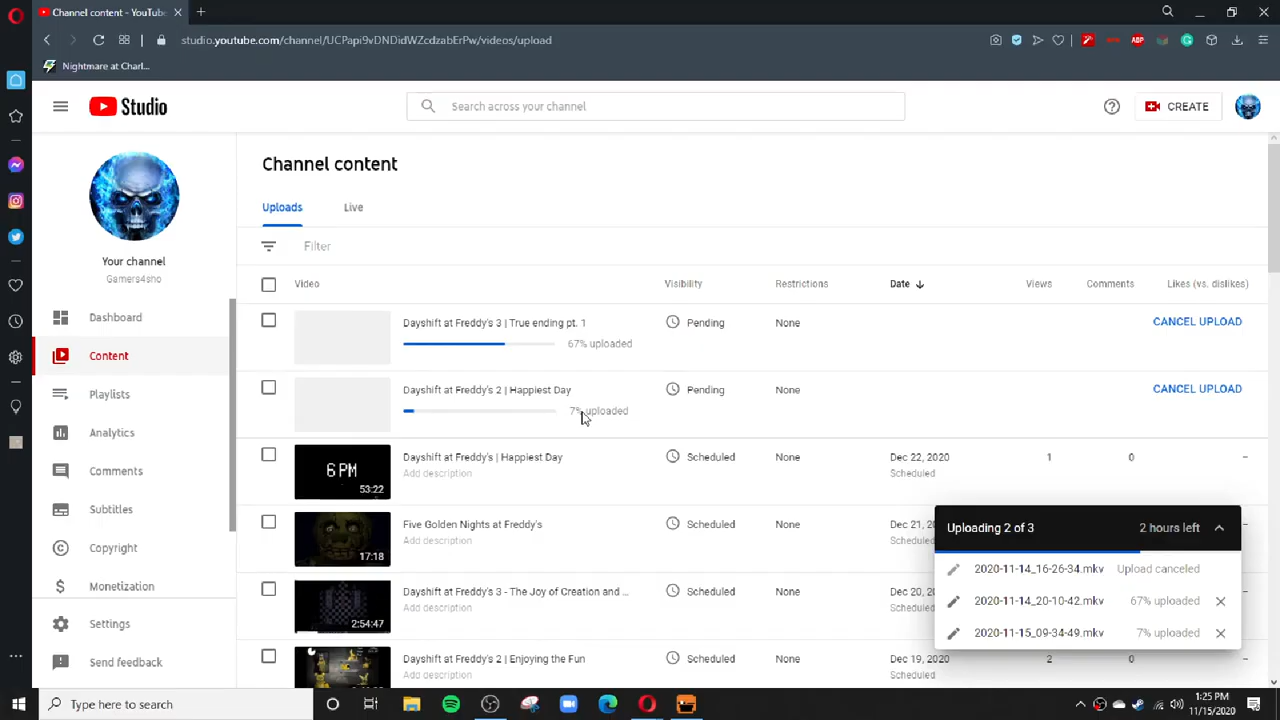 Channel content - YouTube
studio.youtube.com/channel/UCPapi9vDNDidWZcdzabErPw/videos/upload
ABP
Nightmare at Charl...
Studio
Search across your channel
CREATE
Your channel
Gamers4sho
Dashboard
Content
Playlists
Analytics
Comments
Subtitles
Copyright
Monetization
Settings
Send feedback
Channel content
Uploads Live
Filter
Video Visibility Restrictions Date Views Comments Likes (vs. dislikes)
Dayshift at Freddy's 3 | True ending pt. 1 Pending None CANCEL UPLOAD
67% uploaded
Dayshift at Freddy's 2 | Happiest Day Pending None CANCEL UPLOAD
7% uploaded
6 PM
53:22
Dayshift at Freddy's | Happiest Day Scheduled None Dec 22, 2020 1 0 –
Add description Scheduled
17:18
Five Golden Nights at Freddy's Scheduled None Dec 21, 20
Add description Scheduled
2:54:47
Dayshift at Freddy's 3 - The Joy of Creation and ... Scheduled None Dec 20, 20
Add description Scheduled
Dayshift at Freddy's 2 | Enjoying the Fun Scheduled None Dec 19, 2020 2 0 –
Uploading 2 of 3 2 hours left
2020-11-14_16-26-34.mkv Upload canceled
2020-11-14_20-10-42.mkv 67% uploaded
2020-11-15_09-34-49.mkv 7% uploaded
Type here to search
1:25 PM
11/15/2020